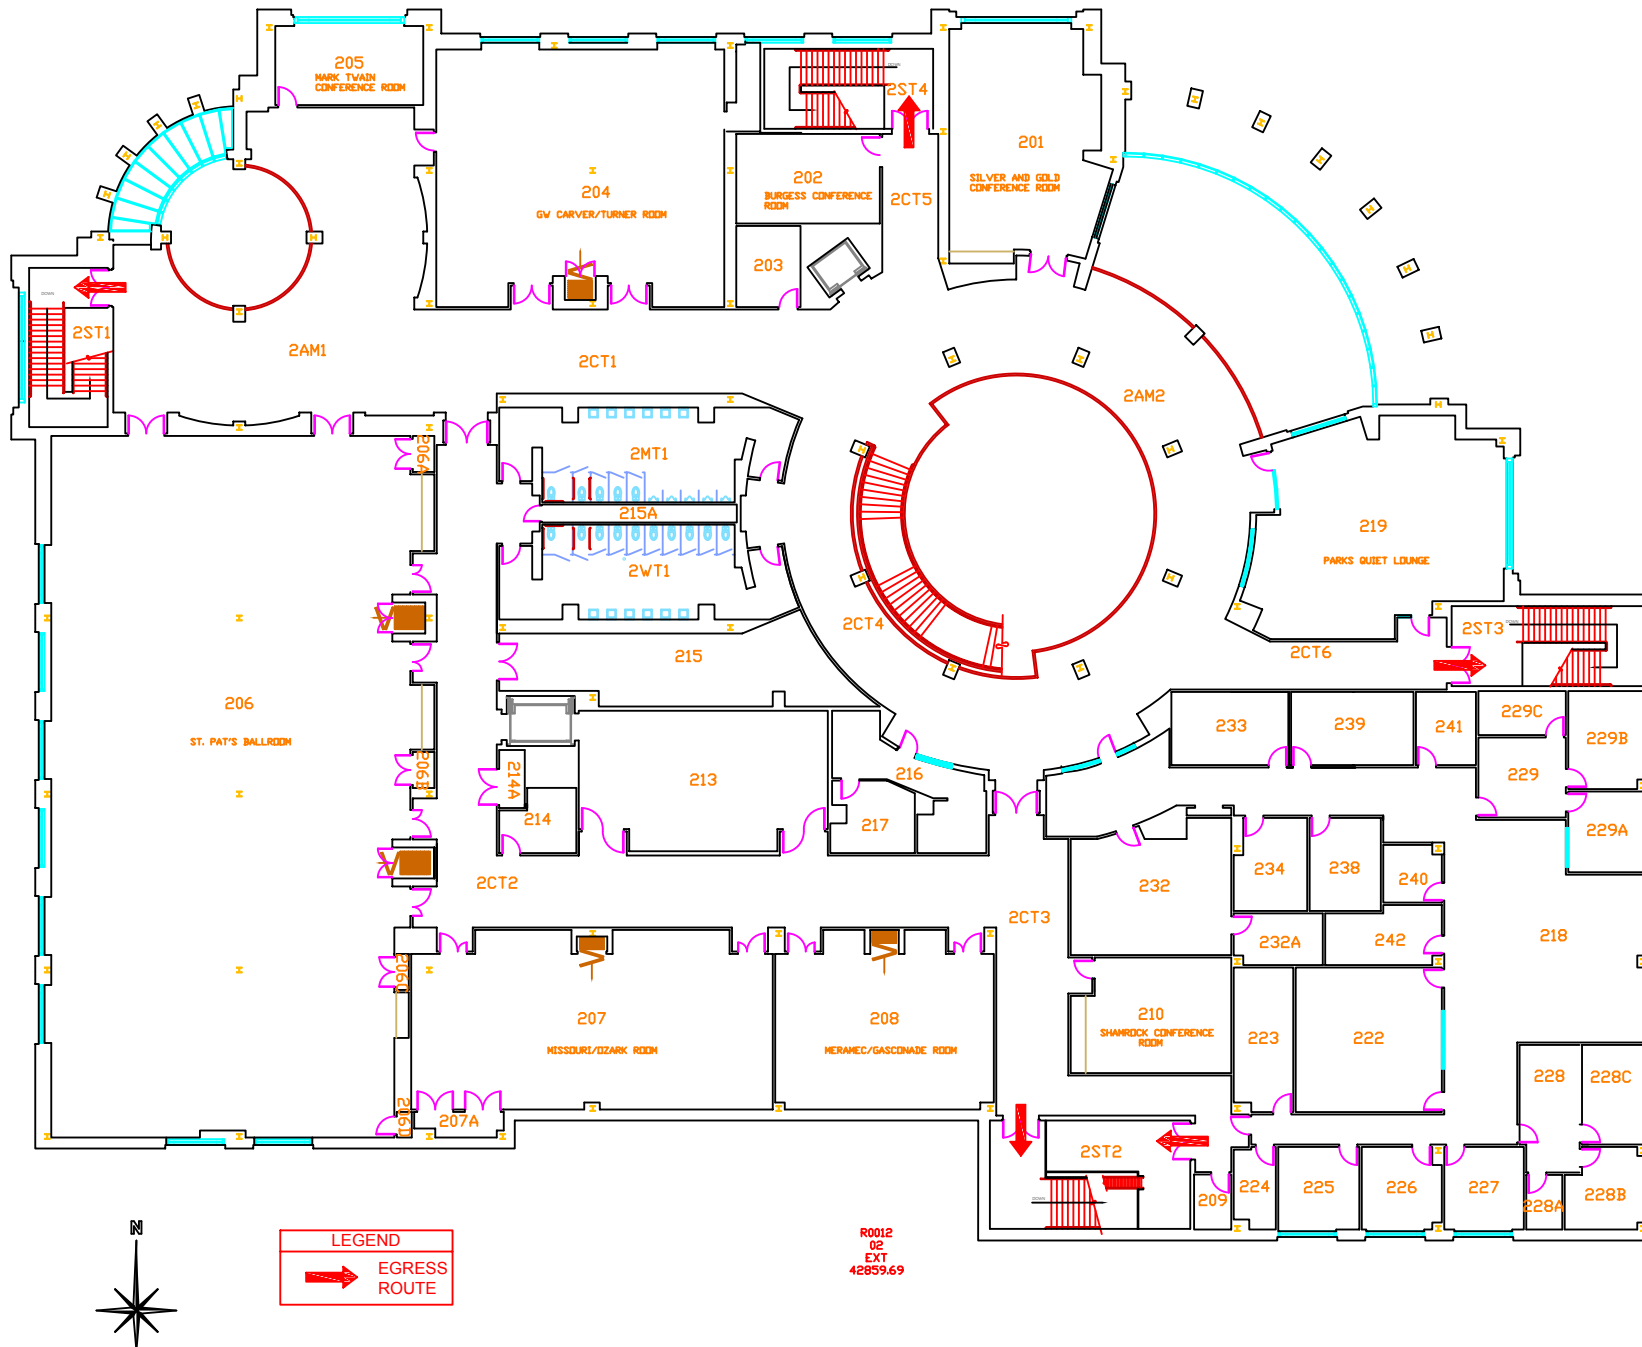 205
MARK TWAIN
CONFERENCE ROOM
DOWN
2ST4
201
SILVER AND GOLD
CONFERENCE ROOM
204
GW CARVER/TURNER ROOM
202
BURGESS CONFERENCE
ROOM
2CT5
203
DOWN
2ST1
2AM1
2CT1
2AM2
206A
2MT1
215A
2WT1
219
PARKS QUIET LOUNGE
2CT4
215
2ST3
DOWN
2CT6
206
ST. PAT'S BALLROOM
206B
214A
214
213
216
217
233
239
241
229C
229B
229
229A
2CT2
2CT3
232
234
238
240
232A
242
218
206C
207
MISSOURI/OZARK ROOM
208
MERAMEC/GASCONADE ROOM
210
SHAMROCK CONFERENCE
ROOM
223
222
228
228C
206D
207A
2ST2
DOWN
209
224
225
226
227
228A
228B
N
LEGEND
EGRESS
ROUTE
R0012
02
EXT
42859.69